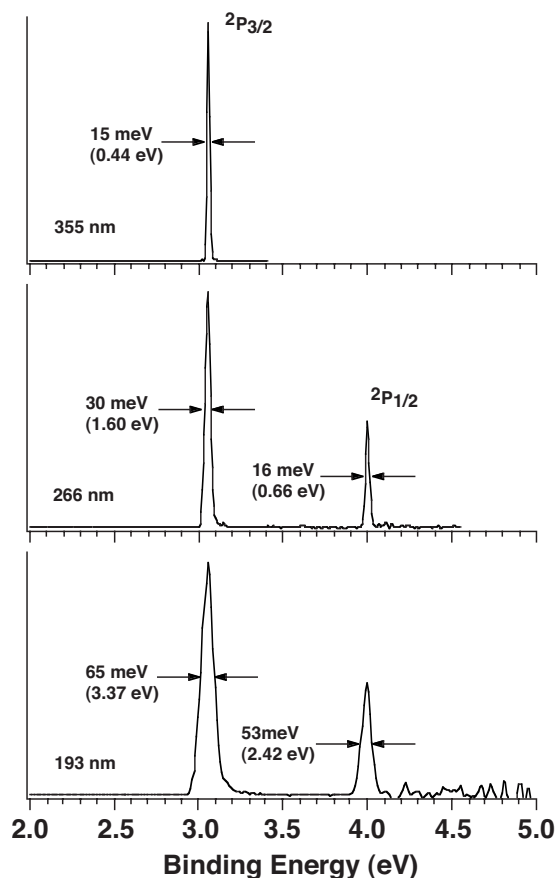 ²P3/2
15 meV
(0.44 eV)
355 nm
²P1/2
30 meV
(1.60 eV)
16 meV
(0.66 eV)
266 nm
65 meV
(3.37 eV)
53meV
(2.42 eV)
193 nm
2.0 2.5 3.0 3.5 4.0 4.5 5.0
Binding Energy (eV)